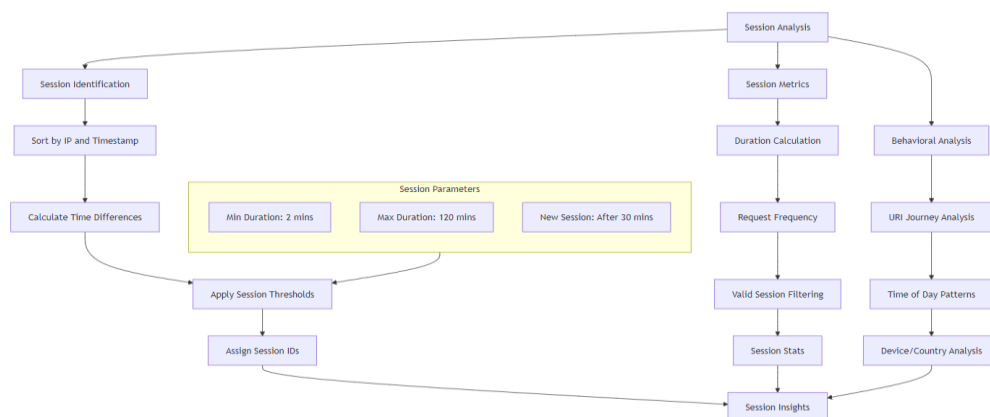 Session Analysis
Session Identification
Session Metrics
Sort by IP and Timestamp
Duration Calculation
Behavioral Analysis
Session Parameters
Calculate Time Differences
Min Duration: 2 mins
Max Duration: 120 mins
New Session: After 30 mins
Request Frequency
URI Journey Analysis
Apply Session Thresholds
Valid Session Filtering
Time of Day Patterns
Assign Session IDs
Session Stats
Device/Country Analysis
Session Insights